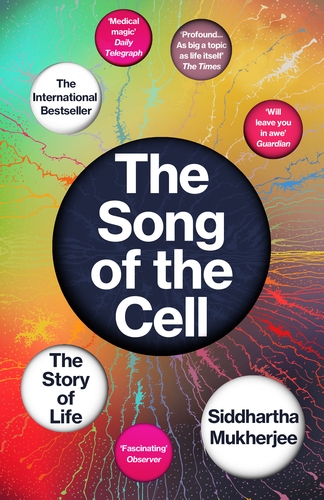 'Medical
magic'
Daily
Telegraph
'Profound...
As big a topic
as life itself'
The Times
The
International
Bestseller
'Will
leave you
in awe'
Guardian
The
Song
of the
Cell
The
Story
of
Life
Siddhartha
Mukherjee
'Fascinating'
Observer